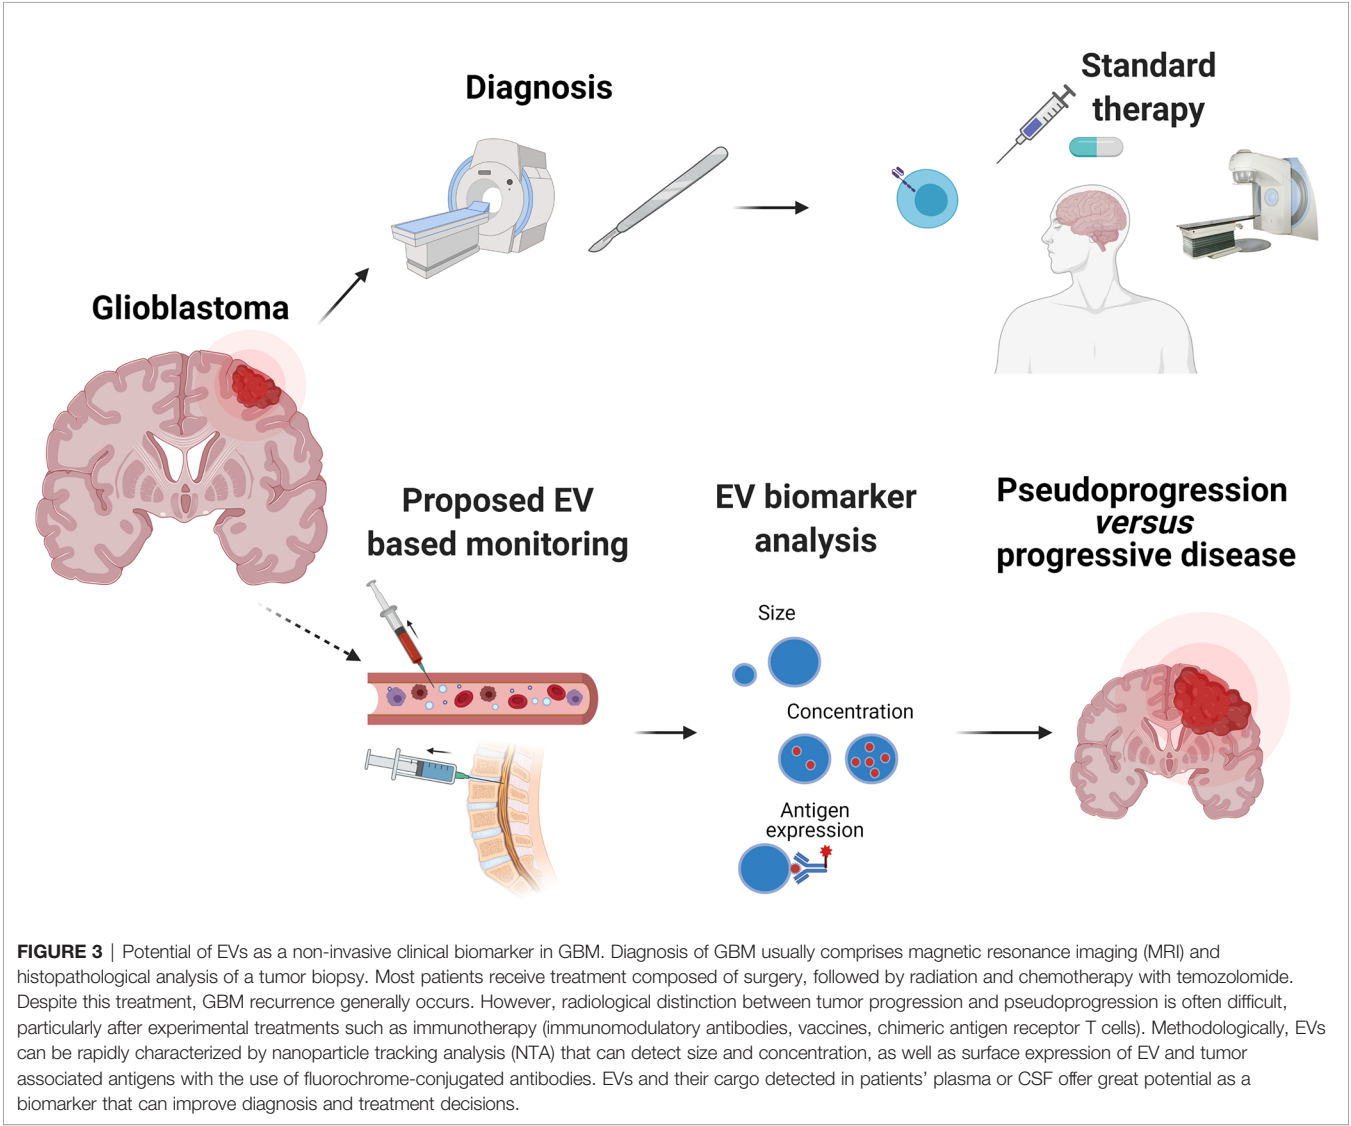 Diagnosis
Standard
therapy
Glioblastoma
Proposed EV
based monitoring
EV biomarker
analysis
Pseudoprogression
versus
progressive disease
Size
Concentration
Antigen
expression
FIGURE 3 | Potential of EVs as a non-invasive clinical biomarker in GBM. Diagnosis of GBM usually comprises magnetic resonance imaging (MRI) and
histopathological analysis of a tumor biopsy. Most patients receive treatment composed of surgery, followed by radiation and chemotherapy with temozolomide.
Despite this treatment, GBM recurrence generally occurs. However, radiological distinction between tumor progression and pseudoprogression is often difficult,
particularly after experimental treatments such as immunotherapy (immunomodulatory antibodies, vaccines, chimeric antigen receptor T cells). Methodologically, EVs
can be rapidly characterized by nanoparticle tracking analysis (NTA) that can detect size and concentration, as well as surface expression of EV and tumor
associated antigens with the use of fluorochrome-conjugated antibodies. EVs and their cargo detected in patients’ plasma or CSF offer great potential as a
biomarker that can improve diagnosis and treatment decisions.